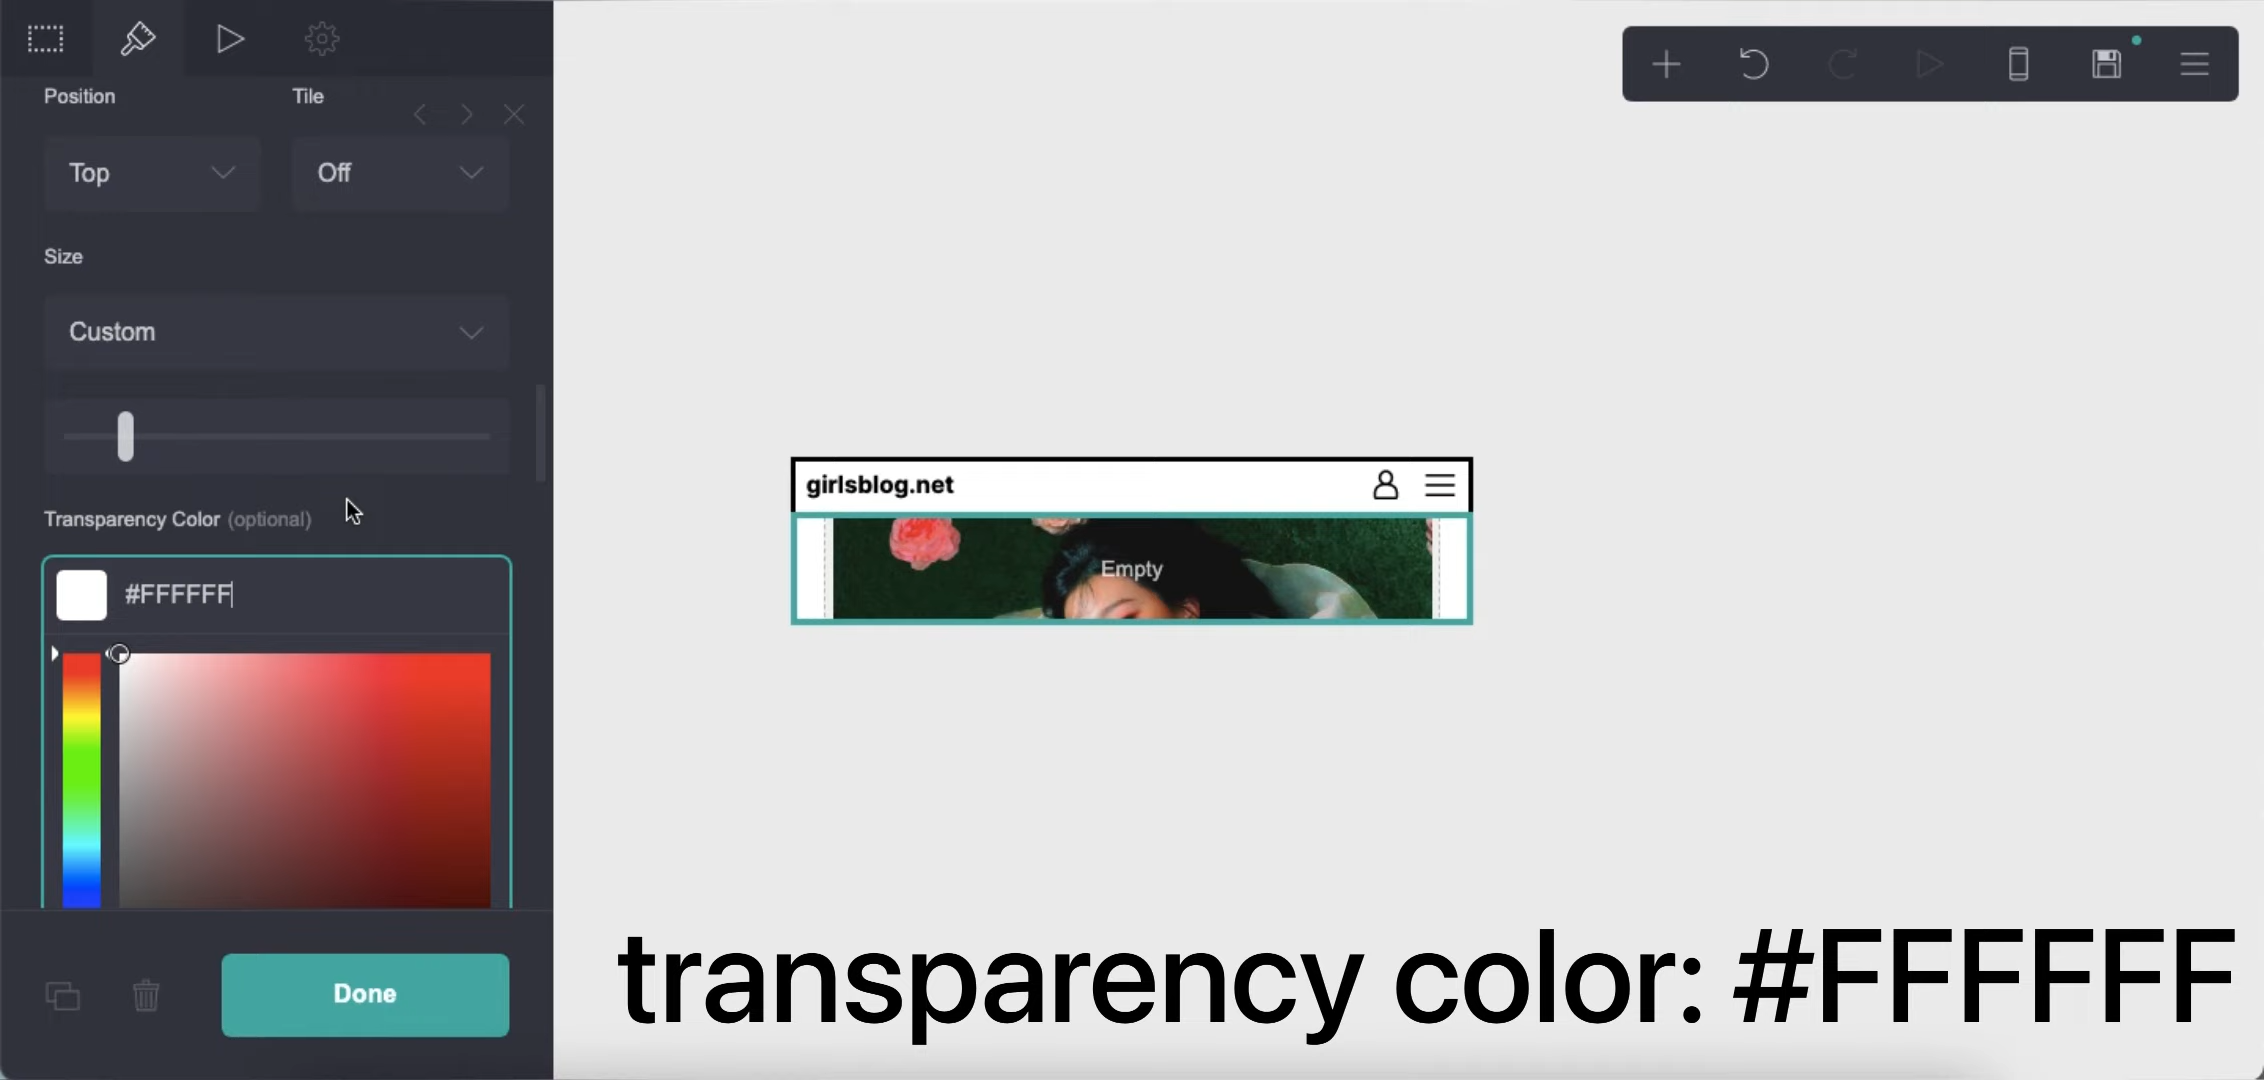 Position
Tile
Top
Off
Size
Custom
Transparency Color (optional)
#FFFFFF
Done
girlsblog.net
Empty
transparency color: #FFFFFF